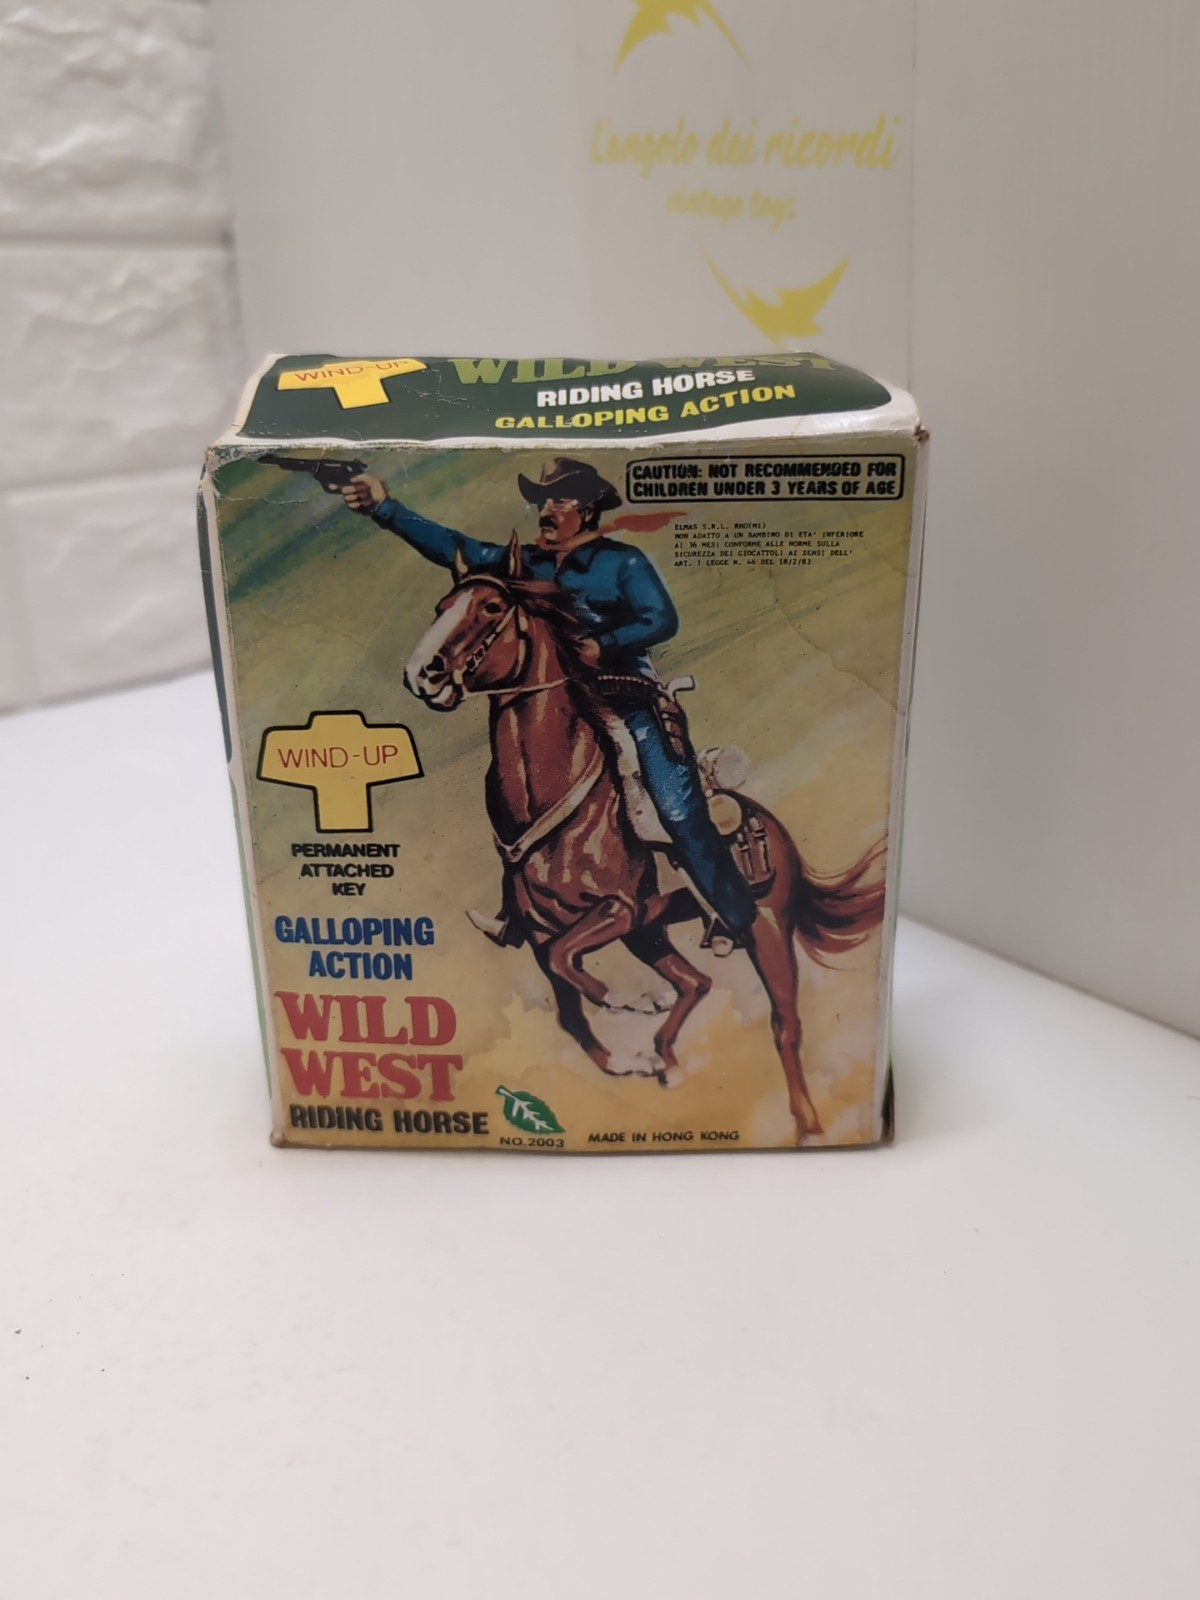 L'angolo dei ricordi
vintage toys
WIND-UP
WILD WEST
RIDING HORSE
GALLOPING ACTION
CAUTION: NOT RECOMMENDED FOR
CHILDREN UNDER 3 YEARS OF AGE
ELMAS S.R.L. RHO(MI)
NON ADATTO A UN BAMBINO DI ETA' INFERIORE
AI 36 MESI CONFORME ALLE NORME SULLA
SICUREZZA DEI GIOCATTOLI AI SENSI DELL'
ART. 1 LEGGE N. 46 DEL 18/2/83
WIND-UP
PERMANENT
ATTACHED
KEY
GALLOPING
ACTION
WILD
WEST
RIDING HORSE
NO.2003
MADE IN HONG KONG